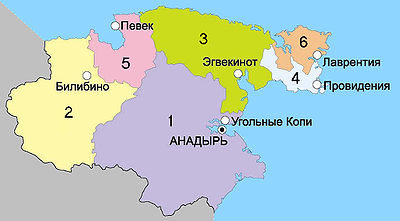 Певек
3
6
Эгвекинот
Лаврентия
5
4
Билибино
Провидения
2
1
Угольные Копи
АНАДЫРЬ